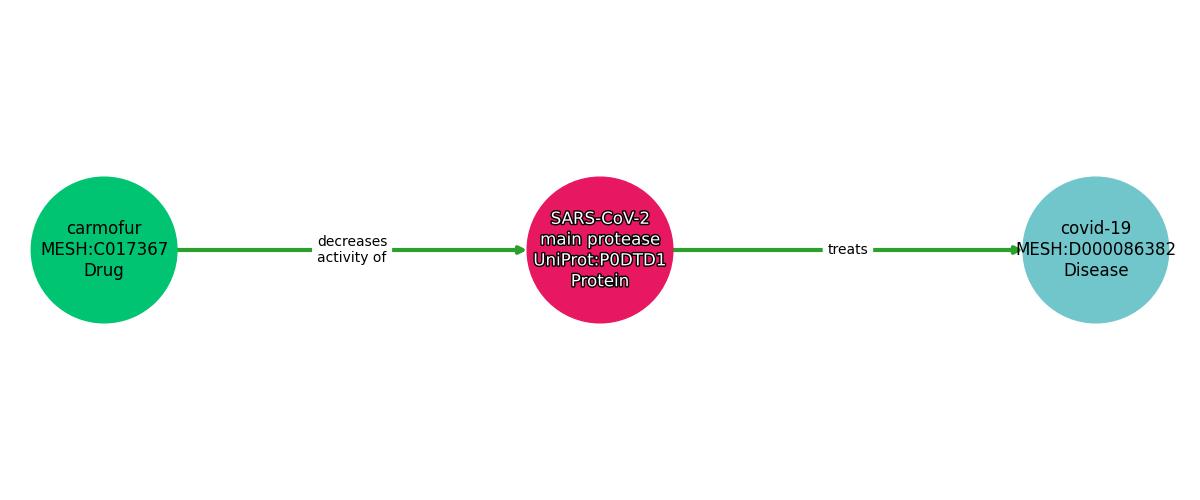 carmofur
MESH:C017367
Drug
decreases
activity of
SARS-CoV-2
main protease
UniProt:P0DTD1
Protein
treats
covid-19
MESH:D000086382
Disease